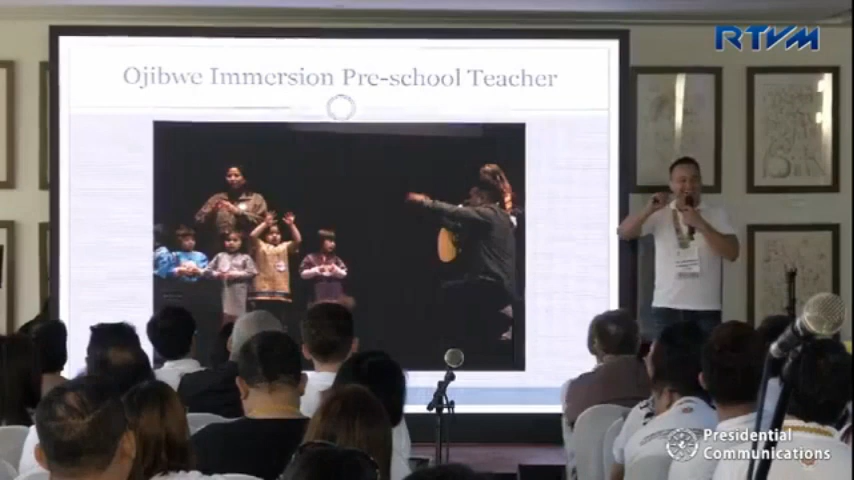 RTVM
Ojibwe Immersion Pre-school Teacher
Presidential
Communications